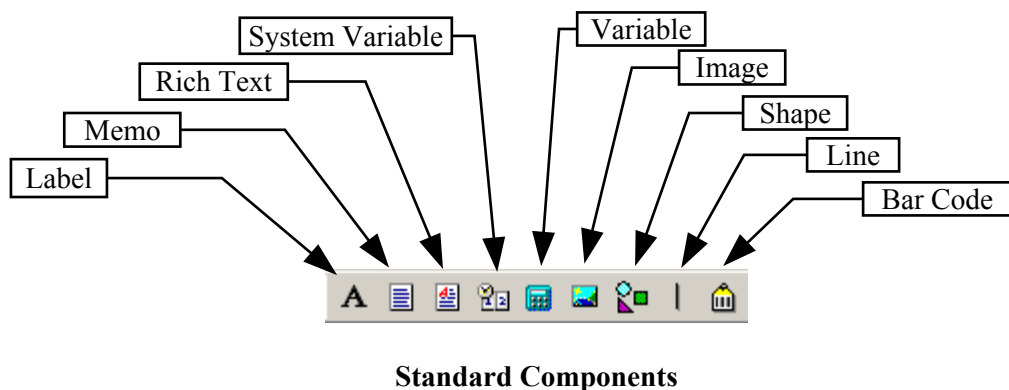 System Variable
Variable
Rich Text
Image
Memo
Shape
Label
Line
Bar Code
A
Standard Components